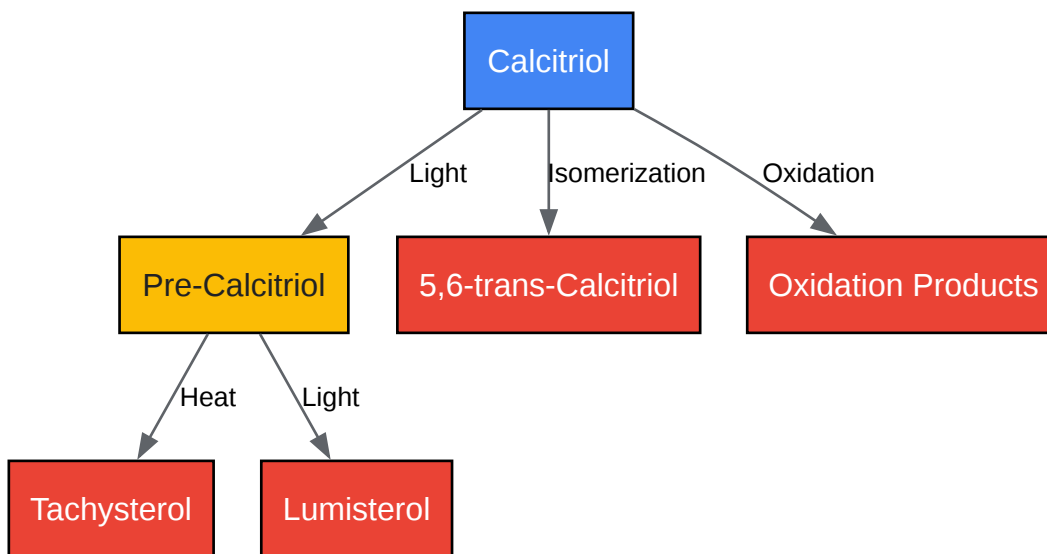 Calcitriol
Light
Isomerization
Oxidation
Pre-Calcitriol
5,6-trans-Calcitriol
Oxidation Products
Heat
Light
Tachysterol
Lumisterol